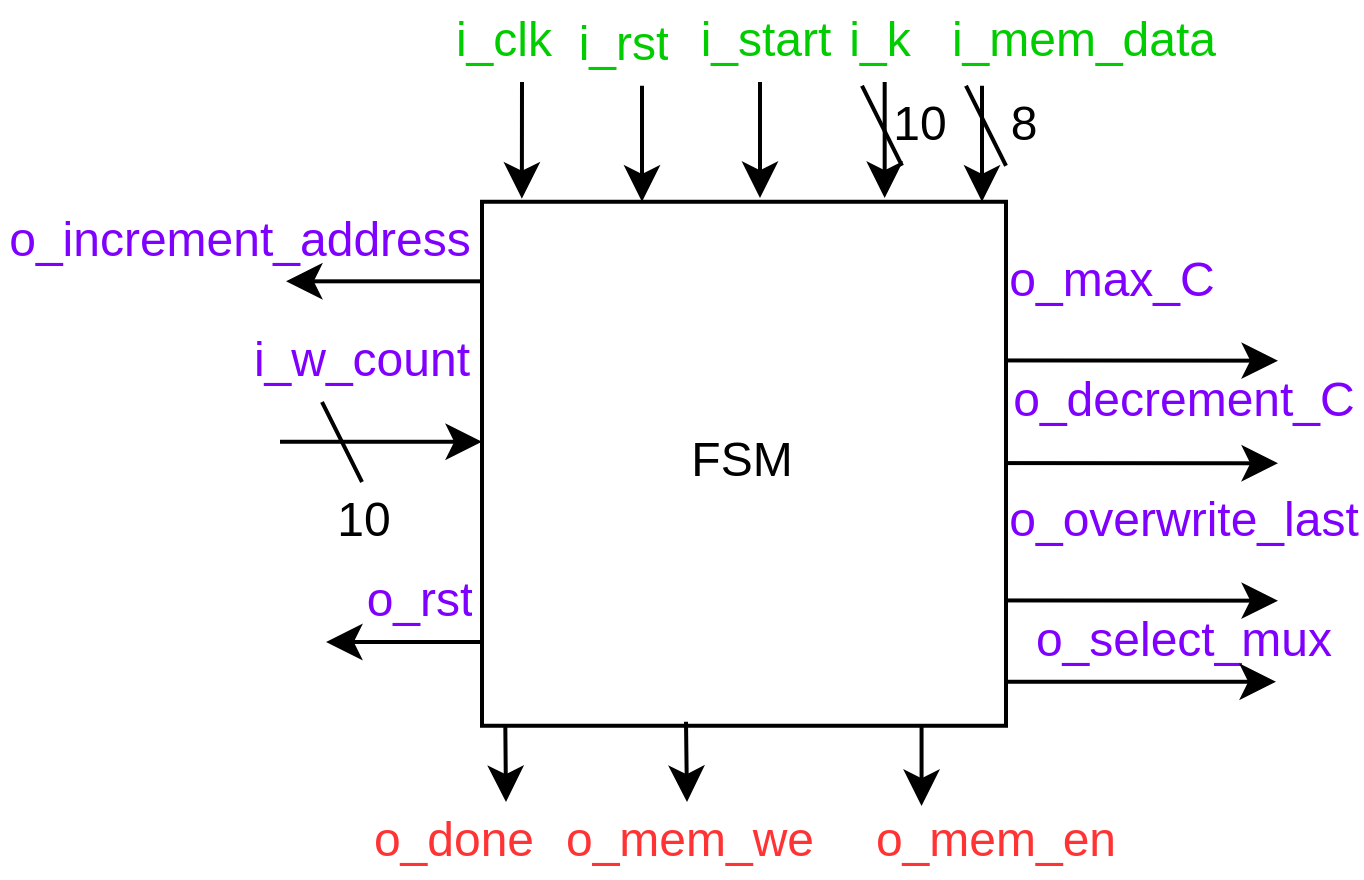 i_clk
i_rst
i_start
i_k
i_mem_data
10
8
o_increment_address
o_max_C
i_w_count
o_decrement_C
FSM
10
o_overwrite_last
o_rst
o_select_mux
o_done
o_mem_we
o_mem_en